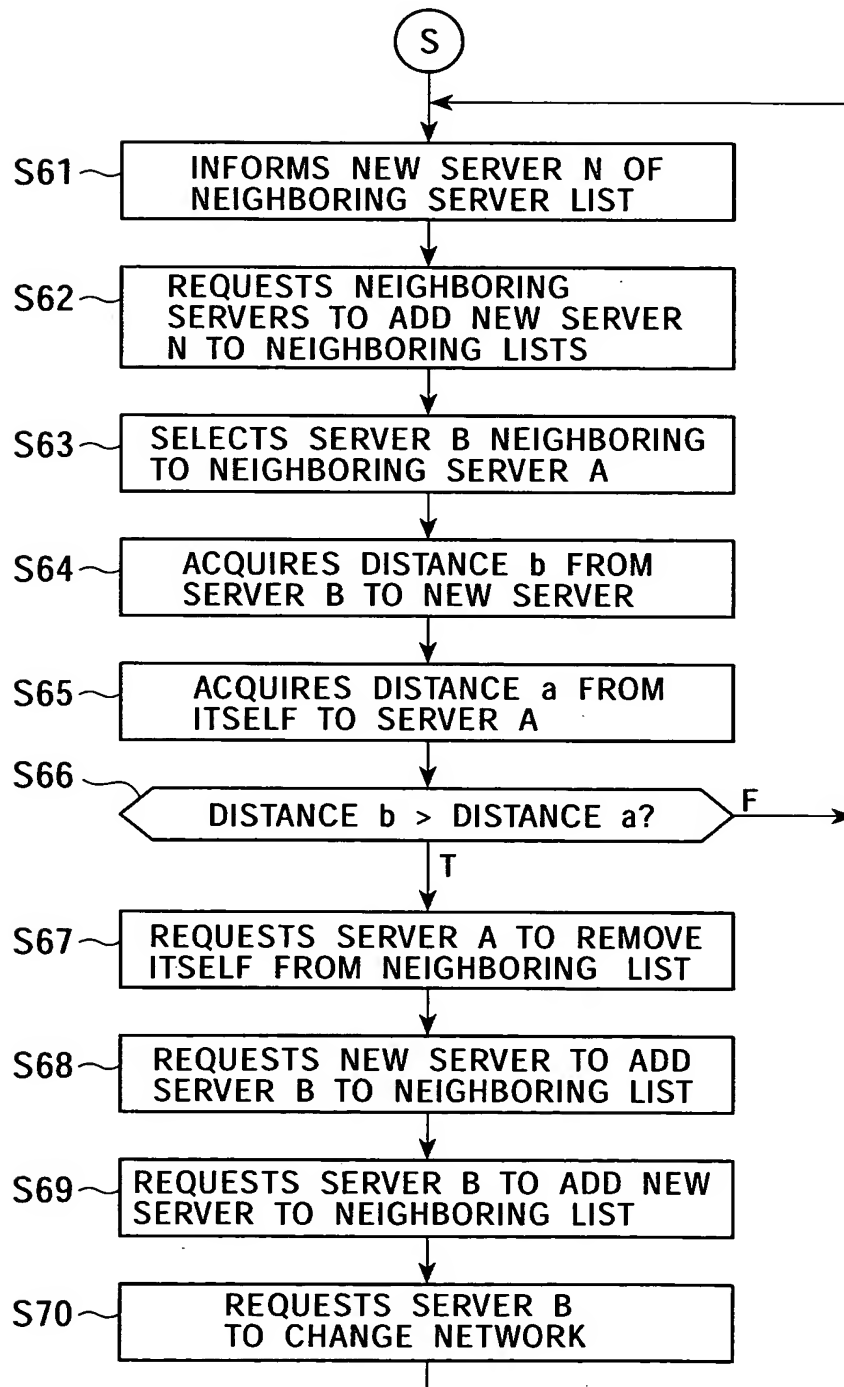 S
S61
INFORMS NEW SERVER N OF
NEIGHBORING SERVER LIST
S62
REQUESTS NEIGHBORING
SERVERS TO ADD NEW SERVER
N TO NEIGHBORING LISTS
S63
SELECTS SERVER B NEIGHBORING
TO NEIGHBORING SERVER A
S64
ACQUIRES DISTANCE b FROM
SERVER B TO NEW SERVER
S65
ACQUIRES DISTANCE a FROM
ITSELF TO SERVER A
S66
DISTANCE b > DISTANCE a?
F
T
S67
REQUESTS SERVER A TO REMOVE
ITSELF FROM NEIGHBORING LIST
S68
REQUESTS NEW SERVER TO ADD
SERVER B TO NEIGHBORING LIST
S69
REQUESTS SERVER B TO ADD NEW
SERVER TO NEIGHBORING LIST
S70
REQUESTS SERVER B
TO CHANGE NETWORK